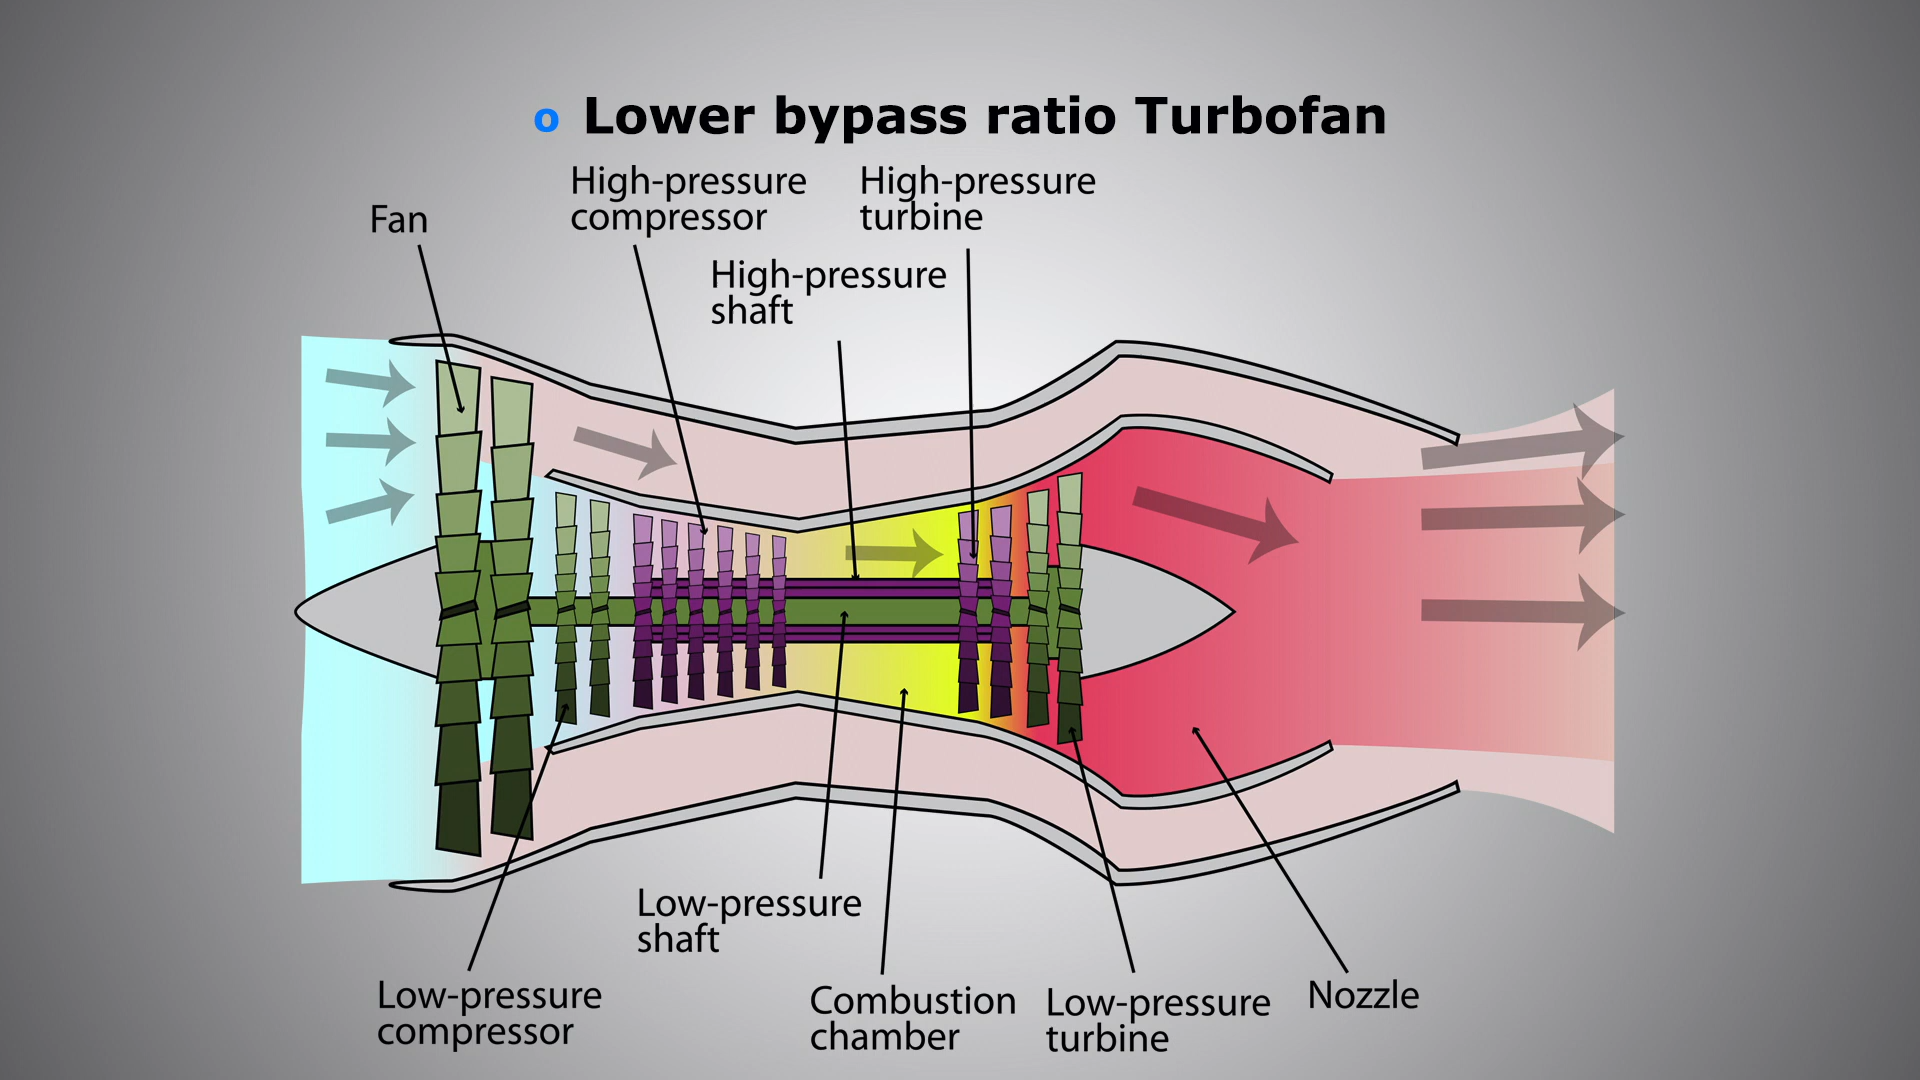 o Lower bypass ratio Turbofan
High-pressure
compressor
High-pressure
turbine
Fan
High-pressure
shaft
Low-pressure
shaft
Low-pressure
compressor
Combustion
chamber
Low-pressure
turbine
Nozzle